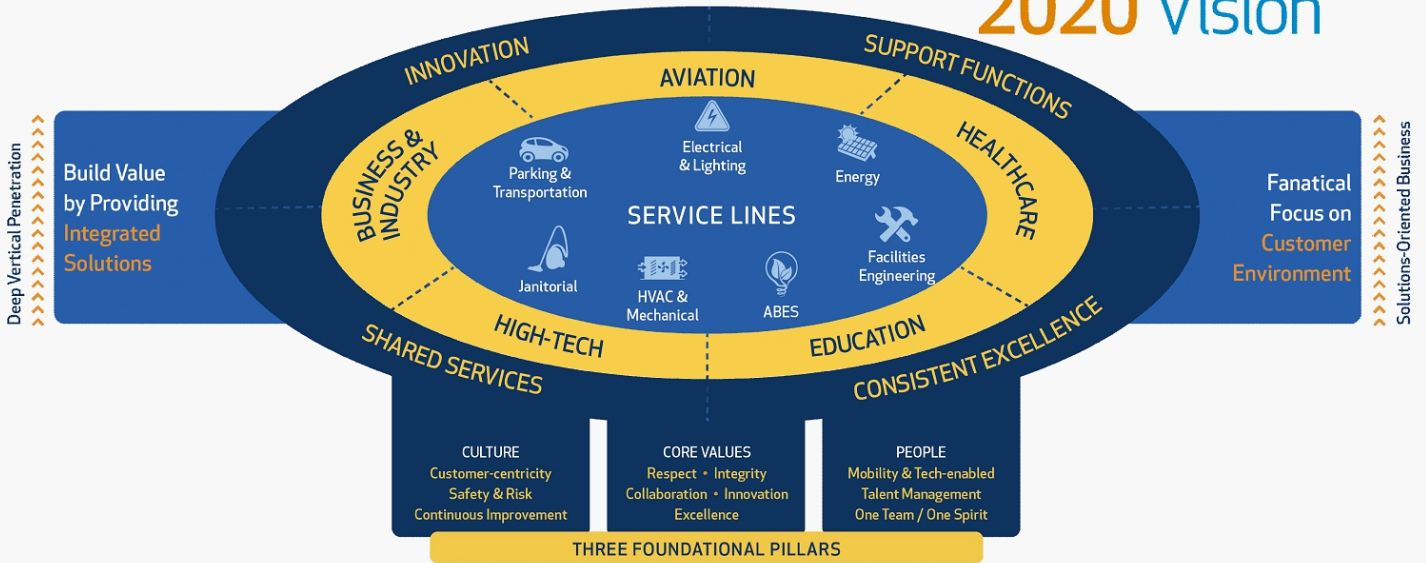 2020 Vision
INNOVATION
SUPPORT FUNCTIONS
AVIATION
BUSINESS &
INDUSTRY
HEALTHCARE
Electrical
& Lighting
Parking &
Transportation
Energy
SERVICE LINES
Janitorial
HVAC &
Mechanical
ABES
Facilities
Engineering
HIGH-TECH
EDUCATION
SHARED SERVICES
CONSISTENT EXCELLENCE
Deep Vertical Penetration
Build Value
by Providing
Integrated
Solutions
Fanatical
Focus on
Customer
Environment
Solutions-Oriented Business
CULTURE
Customer-centricity
Safety & Risk
Continuous Improvement
CORE VALUES
Respect • Integrity
Collaboration • Innovation
Excellence
PEOPLE
Mobility & Tech-enabled
Talent Management
One Team / One Spirit
THREE FOUNDATIONAL PILLARS